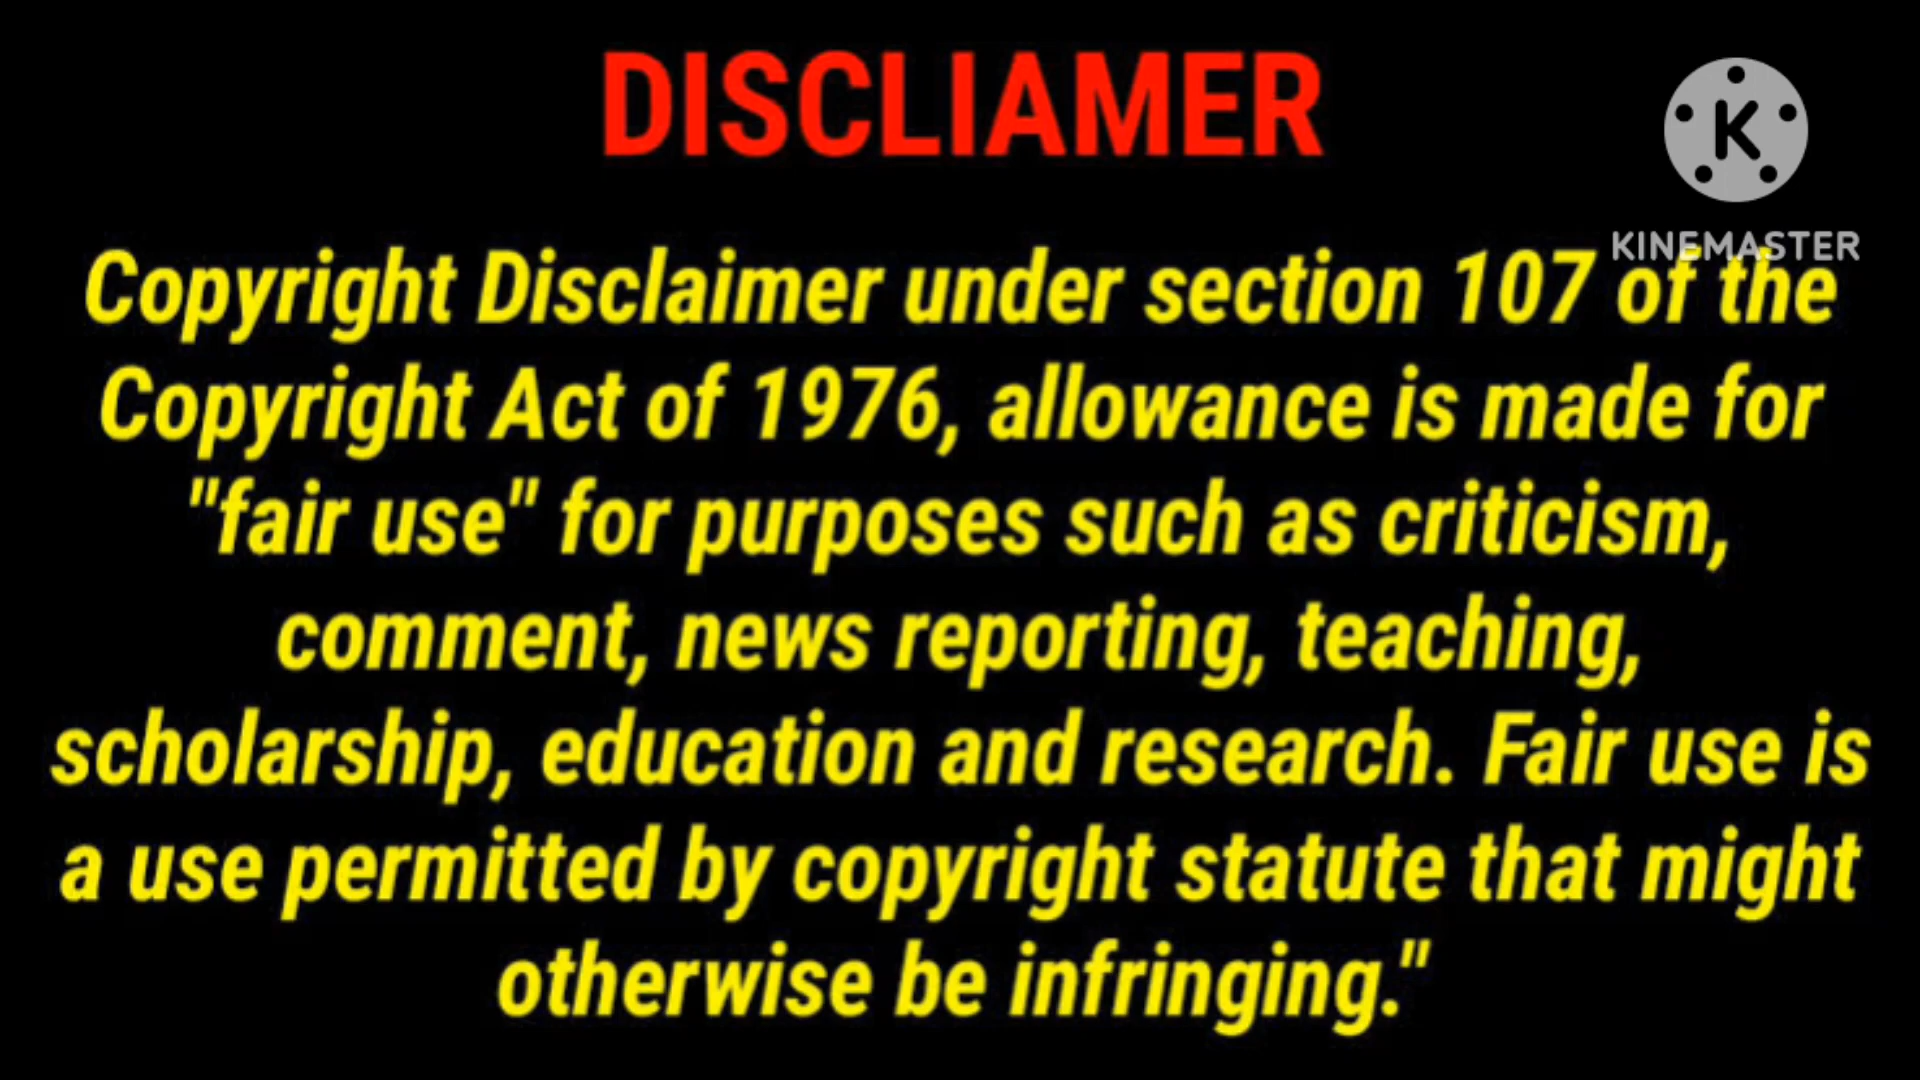 DISCLIAMER
K
KINEMASTER
Copyright Disclaimer under section 107 of the
Copyright Act of 1976, allowance is made for
"fair use" for purposes such as criticism,
comment, news reporting, teaching,
scholarship, education and research. Fair use is
a use permitted by copyright statute that might
otherwise be infringing."